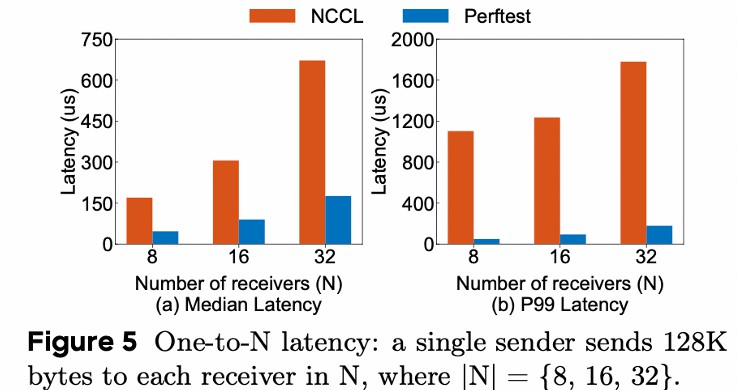 NCCL Perftest
750
600
450
300
150
0
Latency (us)
8 16 32
Number of receivers (N)
(a) Median Latency
2000
1600
1200
800
400
0
Latency (us)
8 16 32
Number of receivers (N)
(b) P99 Latency
Figure 5 One-to-N latency: a single sender sends 128K
bytes to each receiver in N, where |N| = {8, 16, 32}.